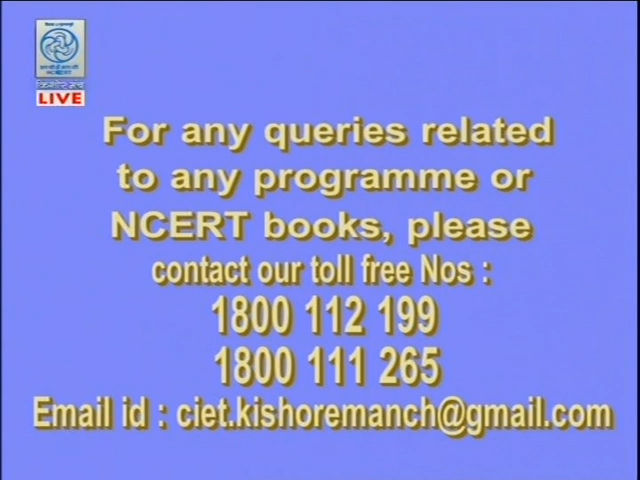 NCERT
किशोर मंच
LIVE
For any queries related
to any programme or
NCERT books, please
contact our toll free Nos :
1800 112 199
1800 111 265
Email id : ciet.kishoremanch@gmail.com